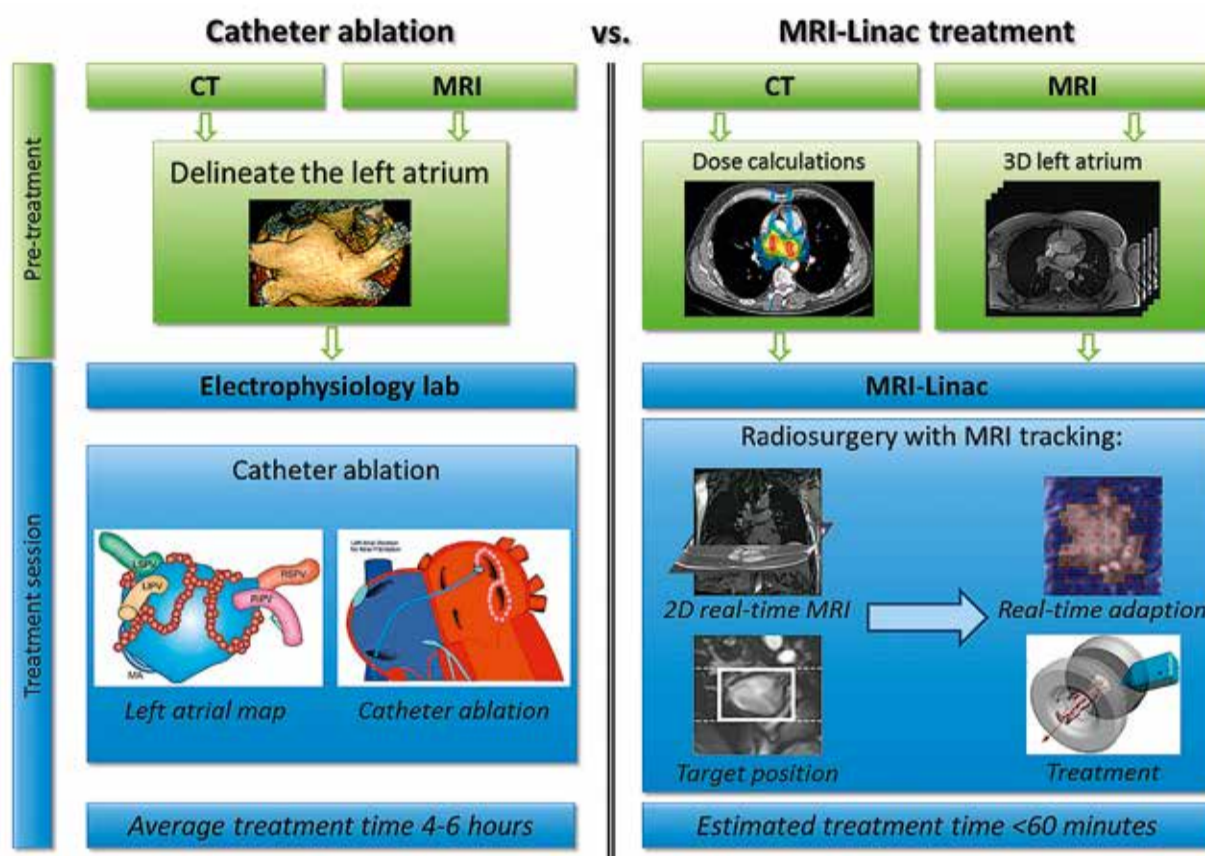 Catheter ablation
vs.
MRI-Linac treatment
Pre-treatment
CT
MRI
Delineate the left atrium
CT
MRI
Dose calculations
3D left atrium
Treatment session
Electrophysiology lab
Catheter ablation
LSPV
LIPV
RSPV
RIPV
MA
Left atrial map
Catheter ablation
Average treatment time 4-6 hours
MRI-Linac
Radiosurgery with MRI tracking:
2D real-time MRI
Real-time adaption
Target position
Treatment
Estimated treatment time <60 minutes